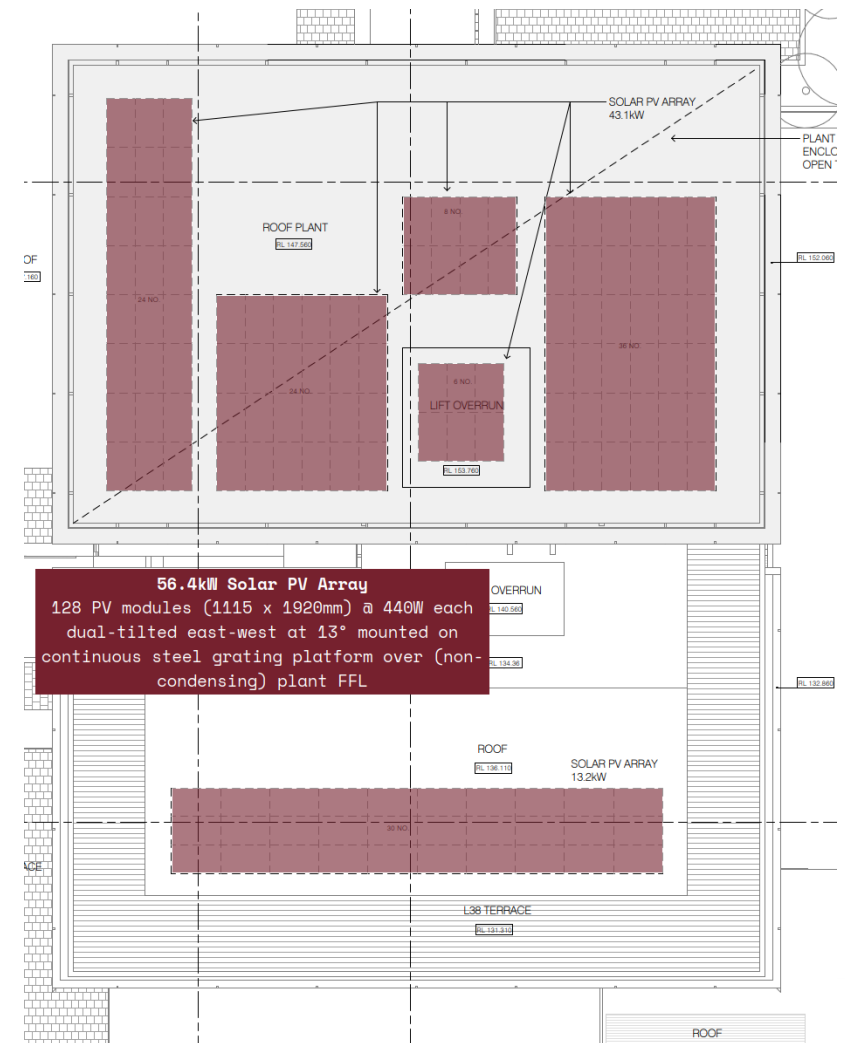 SOLAR PV ARRAY
43.1kW
PLANT
ENCLO
OPEN
8 NO.
ROOF PLANT
RL 147.560
OF
.160
RL 152.060
24 NO.
36 NO.
24 NO.
8 NO.
LIFT OVERRUN
RL 153.760
56.4kW Solar PV Array
128 PV modules (1115 x 1920mm) @ 440W each
dual-tilted east-west at 13° mounted on
continuous steel grating platform over (non-
condensing) plant FFL
OVERRUN
RL 140.560
RL 134.36
RL 132.860
ROOF
RL 136.110
SOLAR PV ARRAY
13.2kW
30 NO.
ACE
L38 TERRACE
RL 131.310
ROOF